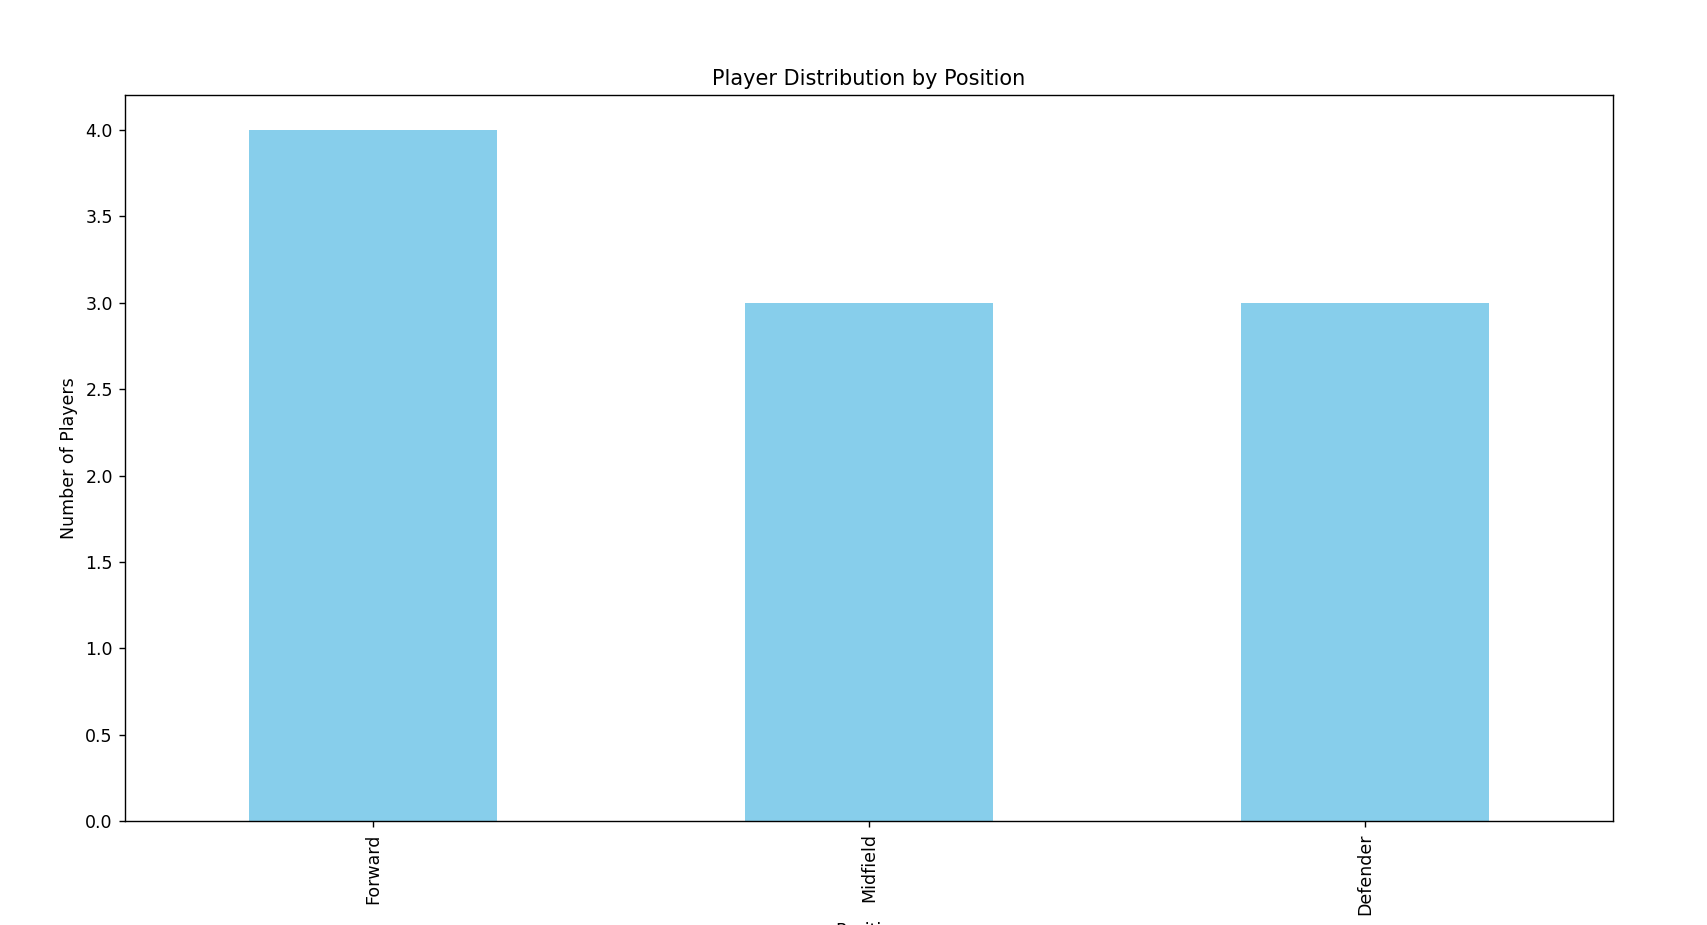 Player Distribution by Position
4.0
3.5
3.0
2.5
2.0
1.5
1.0
0.5
0.0
Number of Players
Forward
Midfield
Defender